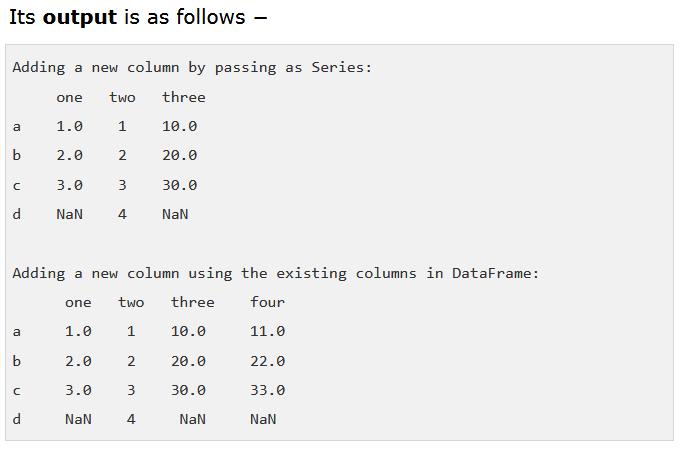 Its output is as follows −
Adding a new column by passing as Series:
one two three
a 1.0 1 10.0
b 2.0 2 20.0
c 3.0 3 30.0
d NaN 4 NaN
Adding a new column using the existing columns in DataFrame:
one two three four
a 1.0 1 10.0 11.0
b 2.0 2 20.0 22.0
c 3.0 3 30.0 33.0
d NaN 4 NaN NaN